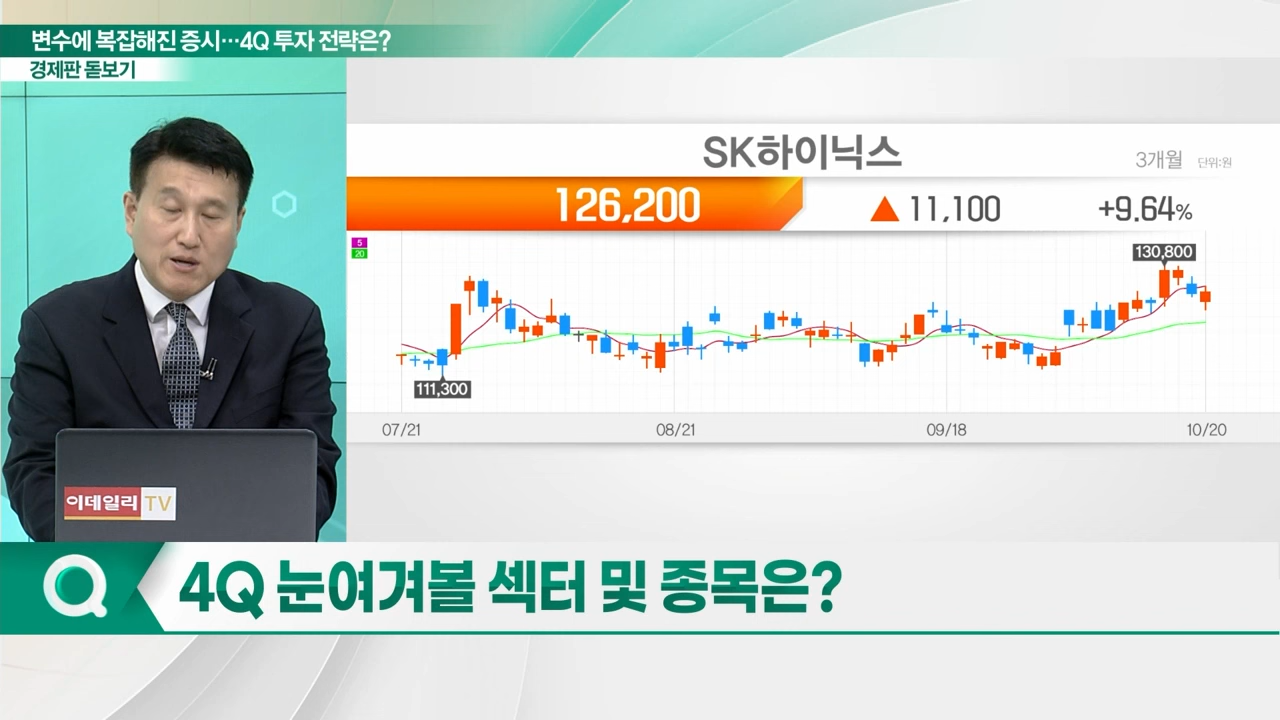 변수에 복잡해진 증시…4Q 투자 전략은?
경제판 돋보기
SK하이닉스
3개월 단위:원
126,200 ▲ 11,100 +9.64%
5
20
130,800
111,300
07/21 08/21 09/18 10/20
이데일리 TV
4Q 눈여겨볼 섹터 및 종목은?